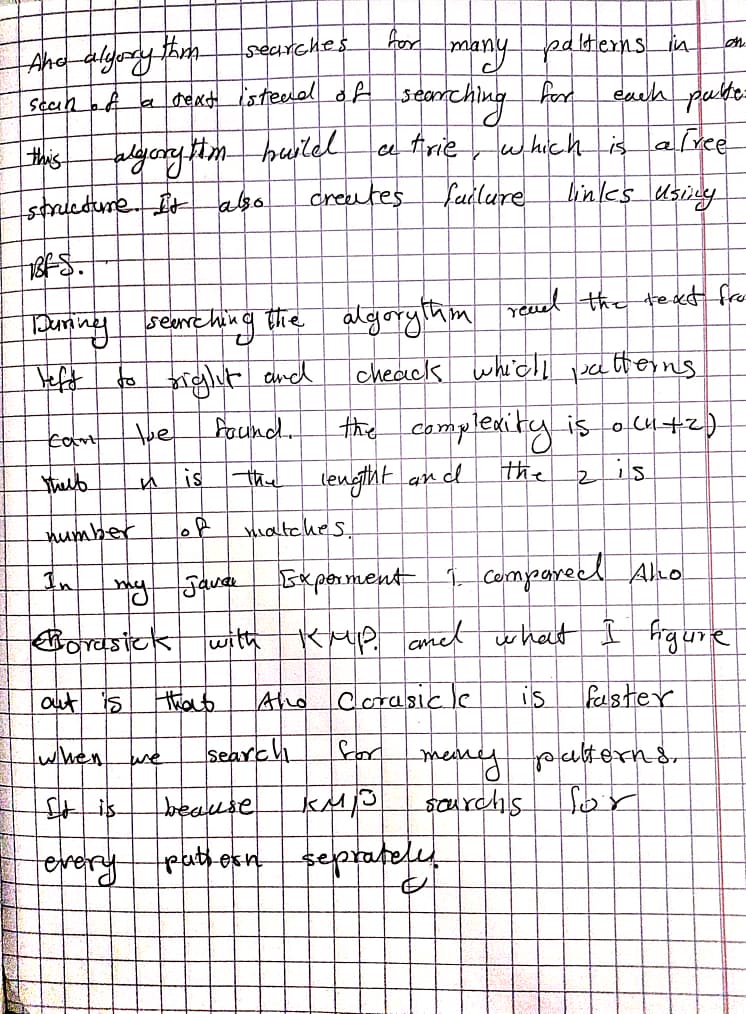 Aho algorythm searches for many patterns in on
scan of a text istead of searching for each patte
this algorythm build a trie, which is a Tree
structure. It also creates failure links using
BFS.
During searching the algorythm read the text fro
left to right and cheack which patterns
can be found. the complexity is o(n+z)
that n is the lengtht and the z is
number of matches.
In my java Experment i compared Aho
Corasick with KMP. and what I figure
out is that Aho Corasick is faster
when we search for many patterns.
It is beause KMP searchs for
every pattern seprately.